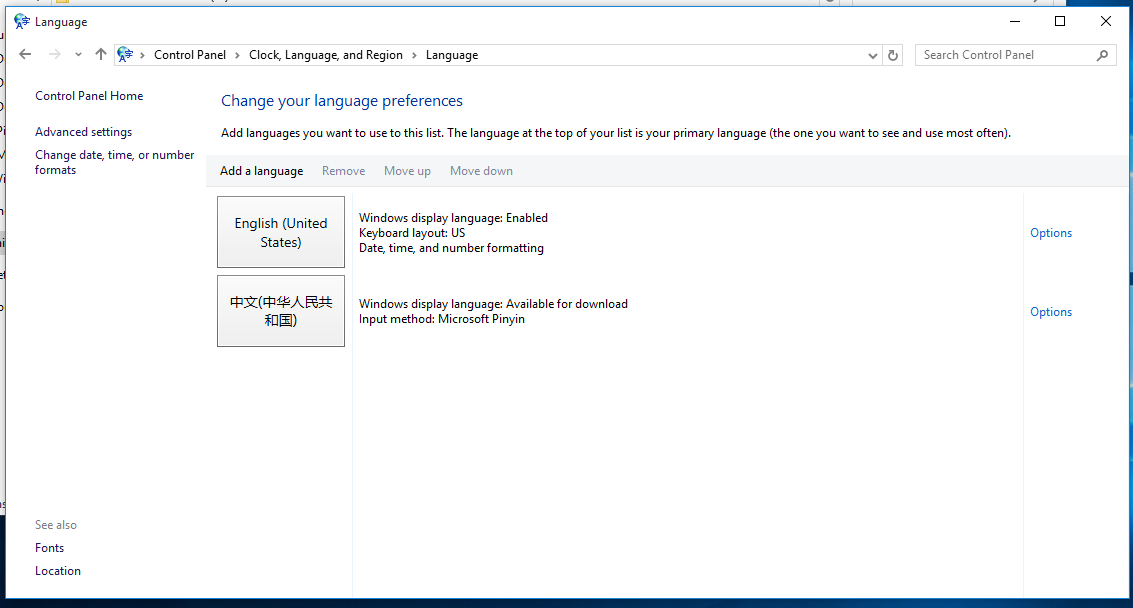 Language
Control Panel > Clock, Language, and Region > Language
Search Control Panel
Control Panel Home
Advanced settings
Change date, time, or number
formats
See also
Fonts
Location
Change your language preferences
Add languages you want to use to this list. The language at the top of your list is your primary language (the one you want to see and use most often).
Add a language Remove Move up Move down
English (United
States)
Windows display language: Enabled
Keyboard layout: US
Date, time, and number formatting
Options
中文(中华人民共
和国)
Windows display language: Available for download
Input method: Microsoft Pinyin
Options